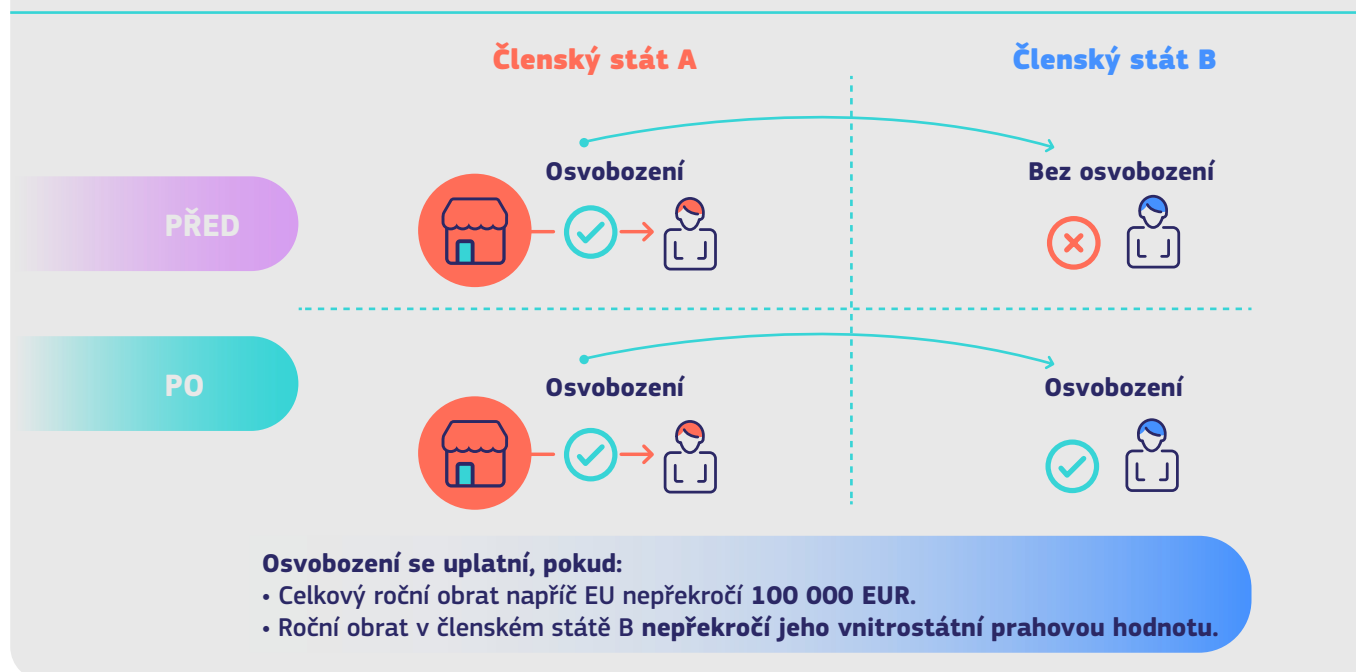 Členský stát A
Členský stát B
Osvobození
Bez osvobození
PŘED
PO
Osvobození
Osvobození
Osvobození se uplatní, pokud:
• Celkový roční obrat napříč EU nepřekročí 100 000 EUR.
• Roční obrat v členském státě B nepřekročí jeho vnitrostátní prahovou hodnotu.